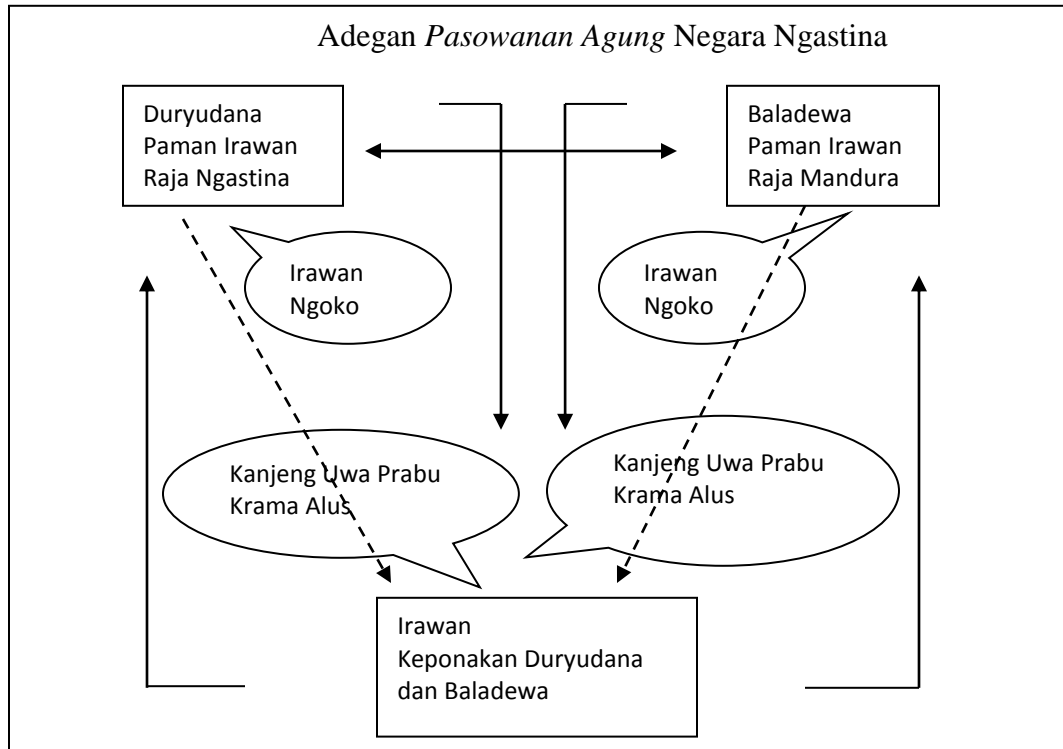 Adegan Pasowanan Agung Negara Ngastina
Duryudana
Paman Irawan
Raja Ngastina
Baladewa
Paman Irawan
Raja Mandura
Irawan
Ngoko
Irawan
Ngoko
Kanjeng Uwa Prabu
Krama Alus
Kanjeng Uwa Prabu
Krama Alus
Irawan
Keponakan Duryudana
dan Baladewa